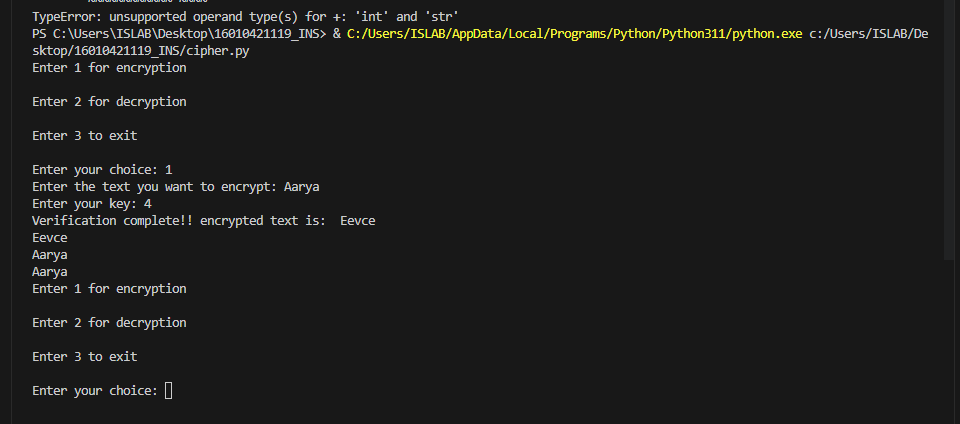 TypeError: unsupported operand type(s) for +: 'int' and 'str'
PS C:\Users\ISLAB\Desktop\16010421119_INS> & C:/Users/ISLAB/AppData/Local/Programs/Python/Python311/python.exe c:/Users/ISLAB/De
sktop/16010421119_INS/cipher.py
Enter 1 for encryption
Enter 2 for decryption
Enter 3 to exit
Enter your choice: 1
Enter the text you want to encrypt: Aarya
Enter your key: 4
Verification complete!! encrypted text is:  Eevce
Eevce
Aarya
Aarya
Enter 1 for encryption
Enter 2 for decryption
Enter 3 to exit
Enter your choice: